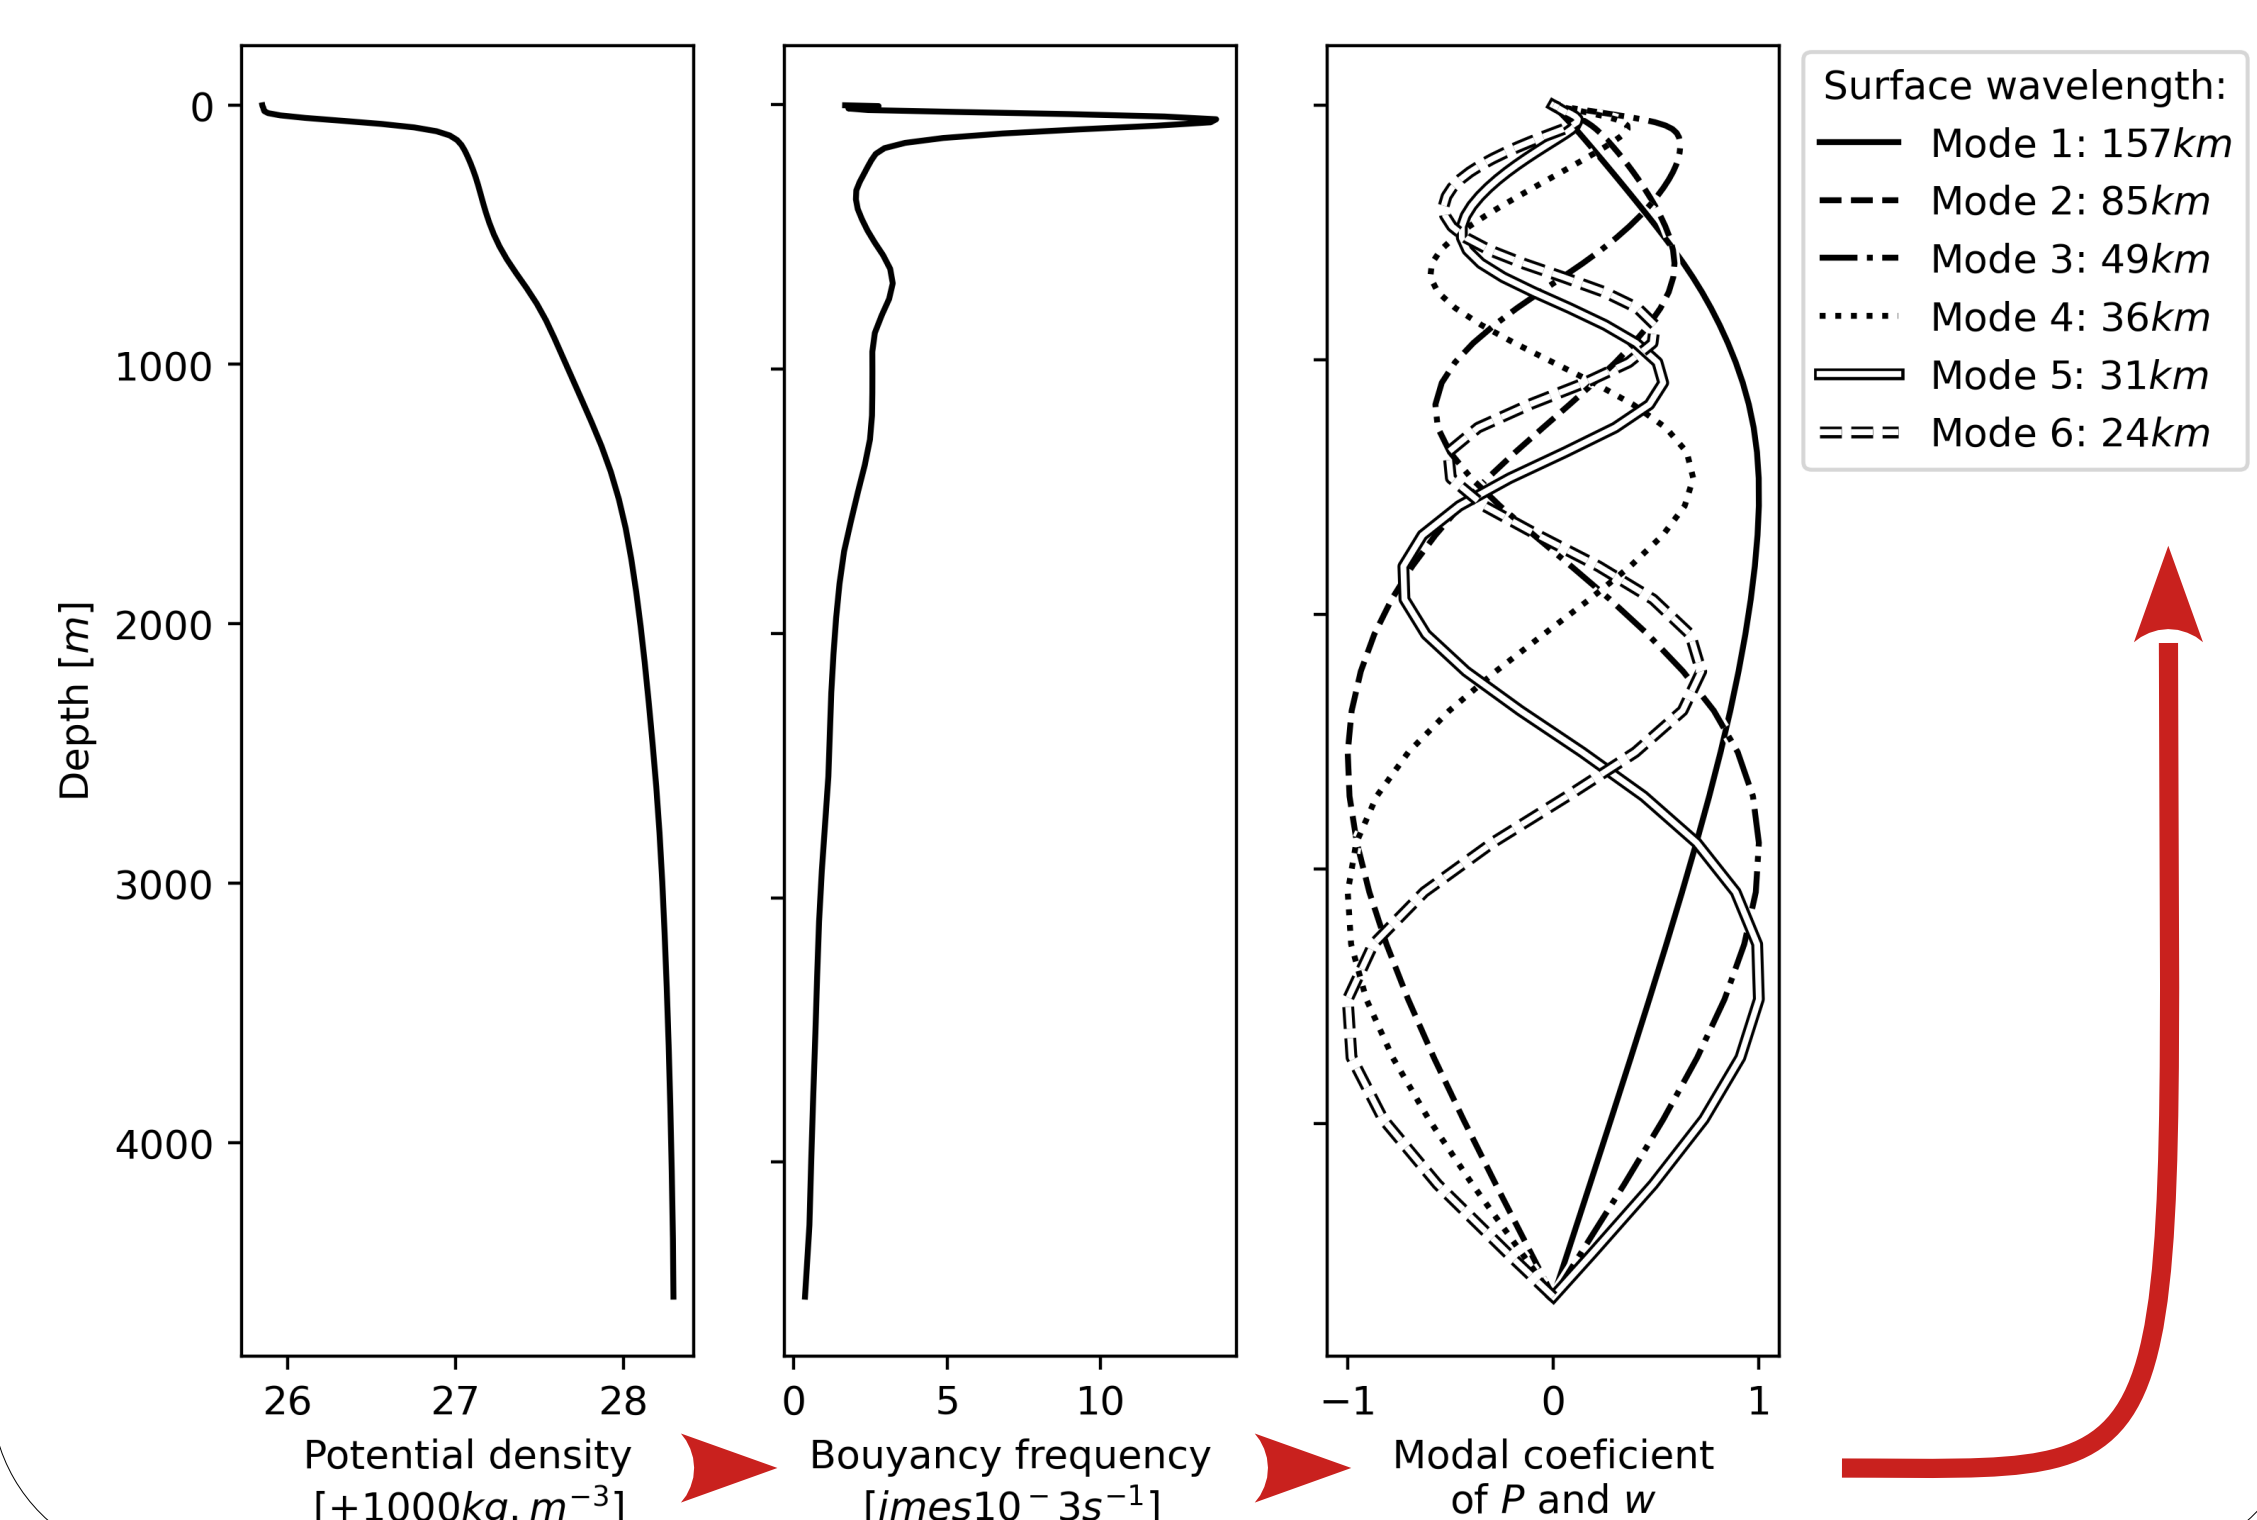 0
1000
2000
3000
4000
Depth [m]
26 27 28
Potential density
[+1000kg.m⁻³]
0 5 10
Bouyancy frequency
[imes10⁻3s⁻¹]
−1 0 1
Modal coeficient
of P and w
Surface wavelength:
Mode 1: 157km
Mode 2: 85km
Mode 3: 49km
Mode 4: 36km
Mode 5: 31km
Mode 6: 24km